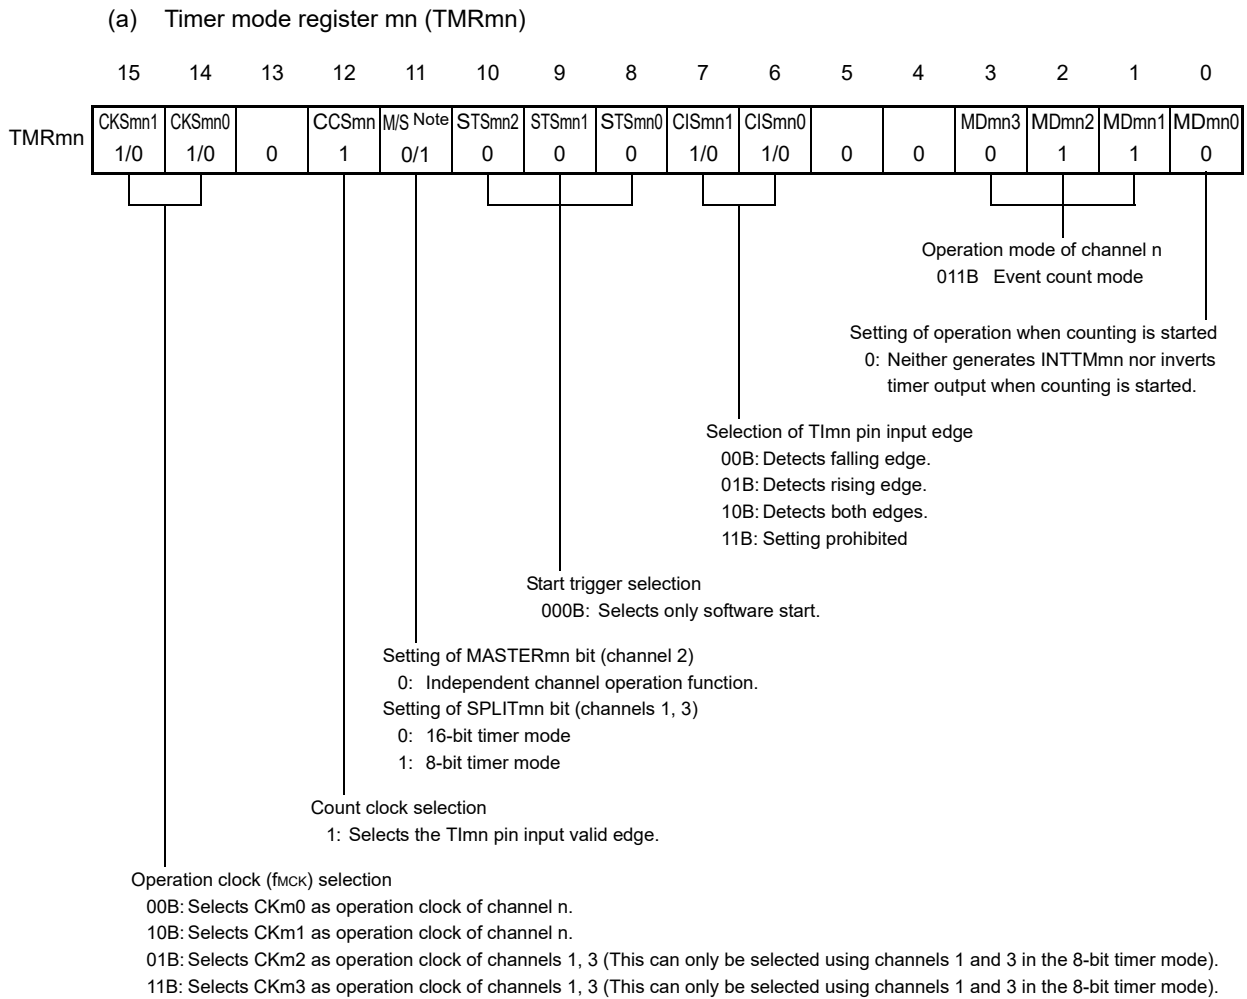 (a) Timer mode register mn (TMRmn)
15 14 13 12 11 10 9 8 7 6 5 4 3 2 1 0
TMRmn
CKSmn1 CKSmn0 CCSmn M/S Note STSmn2 STSmn1 STSmn0 CISmn1 CISmn0 MDmn3 MDmn2 MDmn1 MDmn0
1/0 1/0 0 1 0/1 0 0 0 1/0 1/0 0 0 0 1 1 0
Operation mode of channel n
011B Event count mode
Setting of operation when counting is started
0: Neither generates INTTMmn nor inverts
timer output when counting is started.
Selection of TImn pin input edge
00B: Detects falling edge.
01B: Detects rising edge.
10B: Detects both edges.
11B: Setting prohibited
Start trigger selection
000B: Selects only software start.
Setting of MASTERmn bit (channel 2)
0: Independent channel operation function.
Setting of SPLITmn bit (channels 1, 3)
0: 16-bit timer mode
1: 8-bit timer mode
Count clock selection
1: Selects the TImn pin input valid edge.
Operation clock (fMCK) selection
00B: Selects CKm0 as operation clock of channel n.
10B: Selects CKm1 as operation clock of channel n.
01B: Selects CKm2 as operation clock of channels 1, 3 (This can only be selected using channels 1 and 3 in the 8-bit timer mode).
11B: Selects CKm3 as operation clock of channels 1, 3 (This can only be selected using channels 1 and 3 in the 8-bit timer mode).